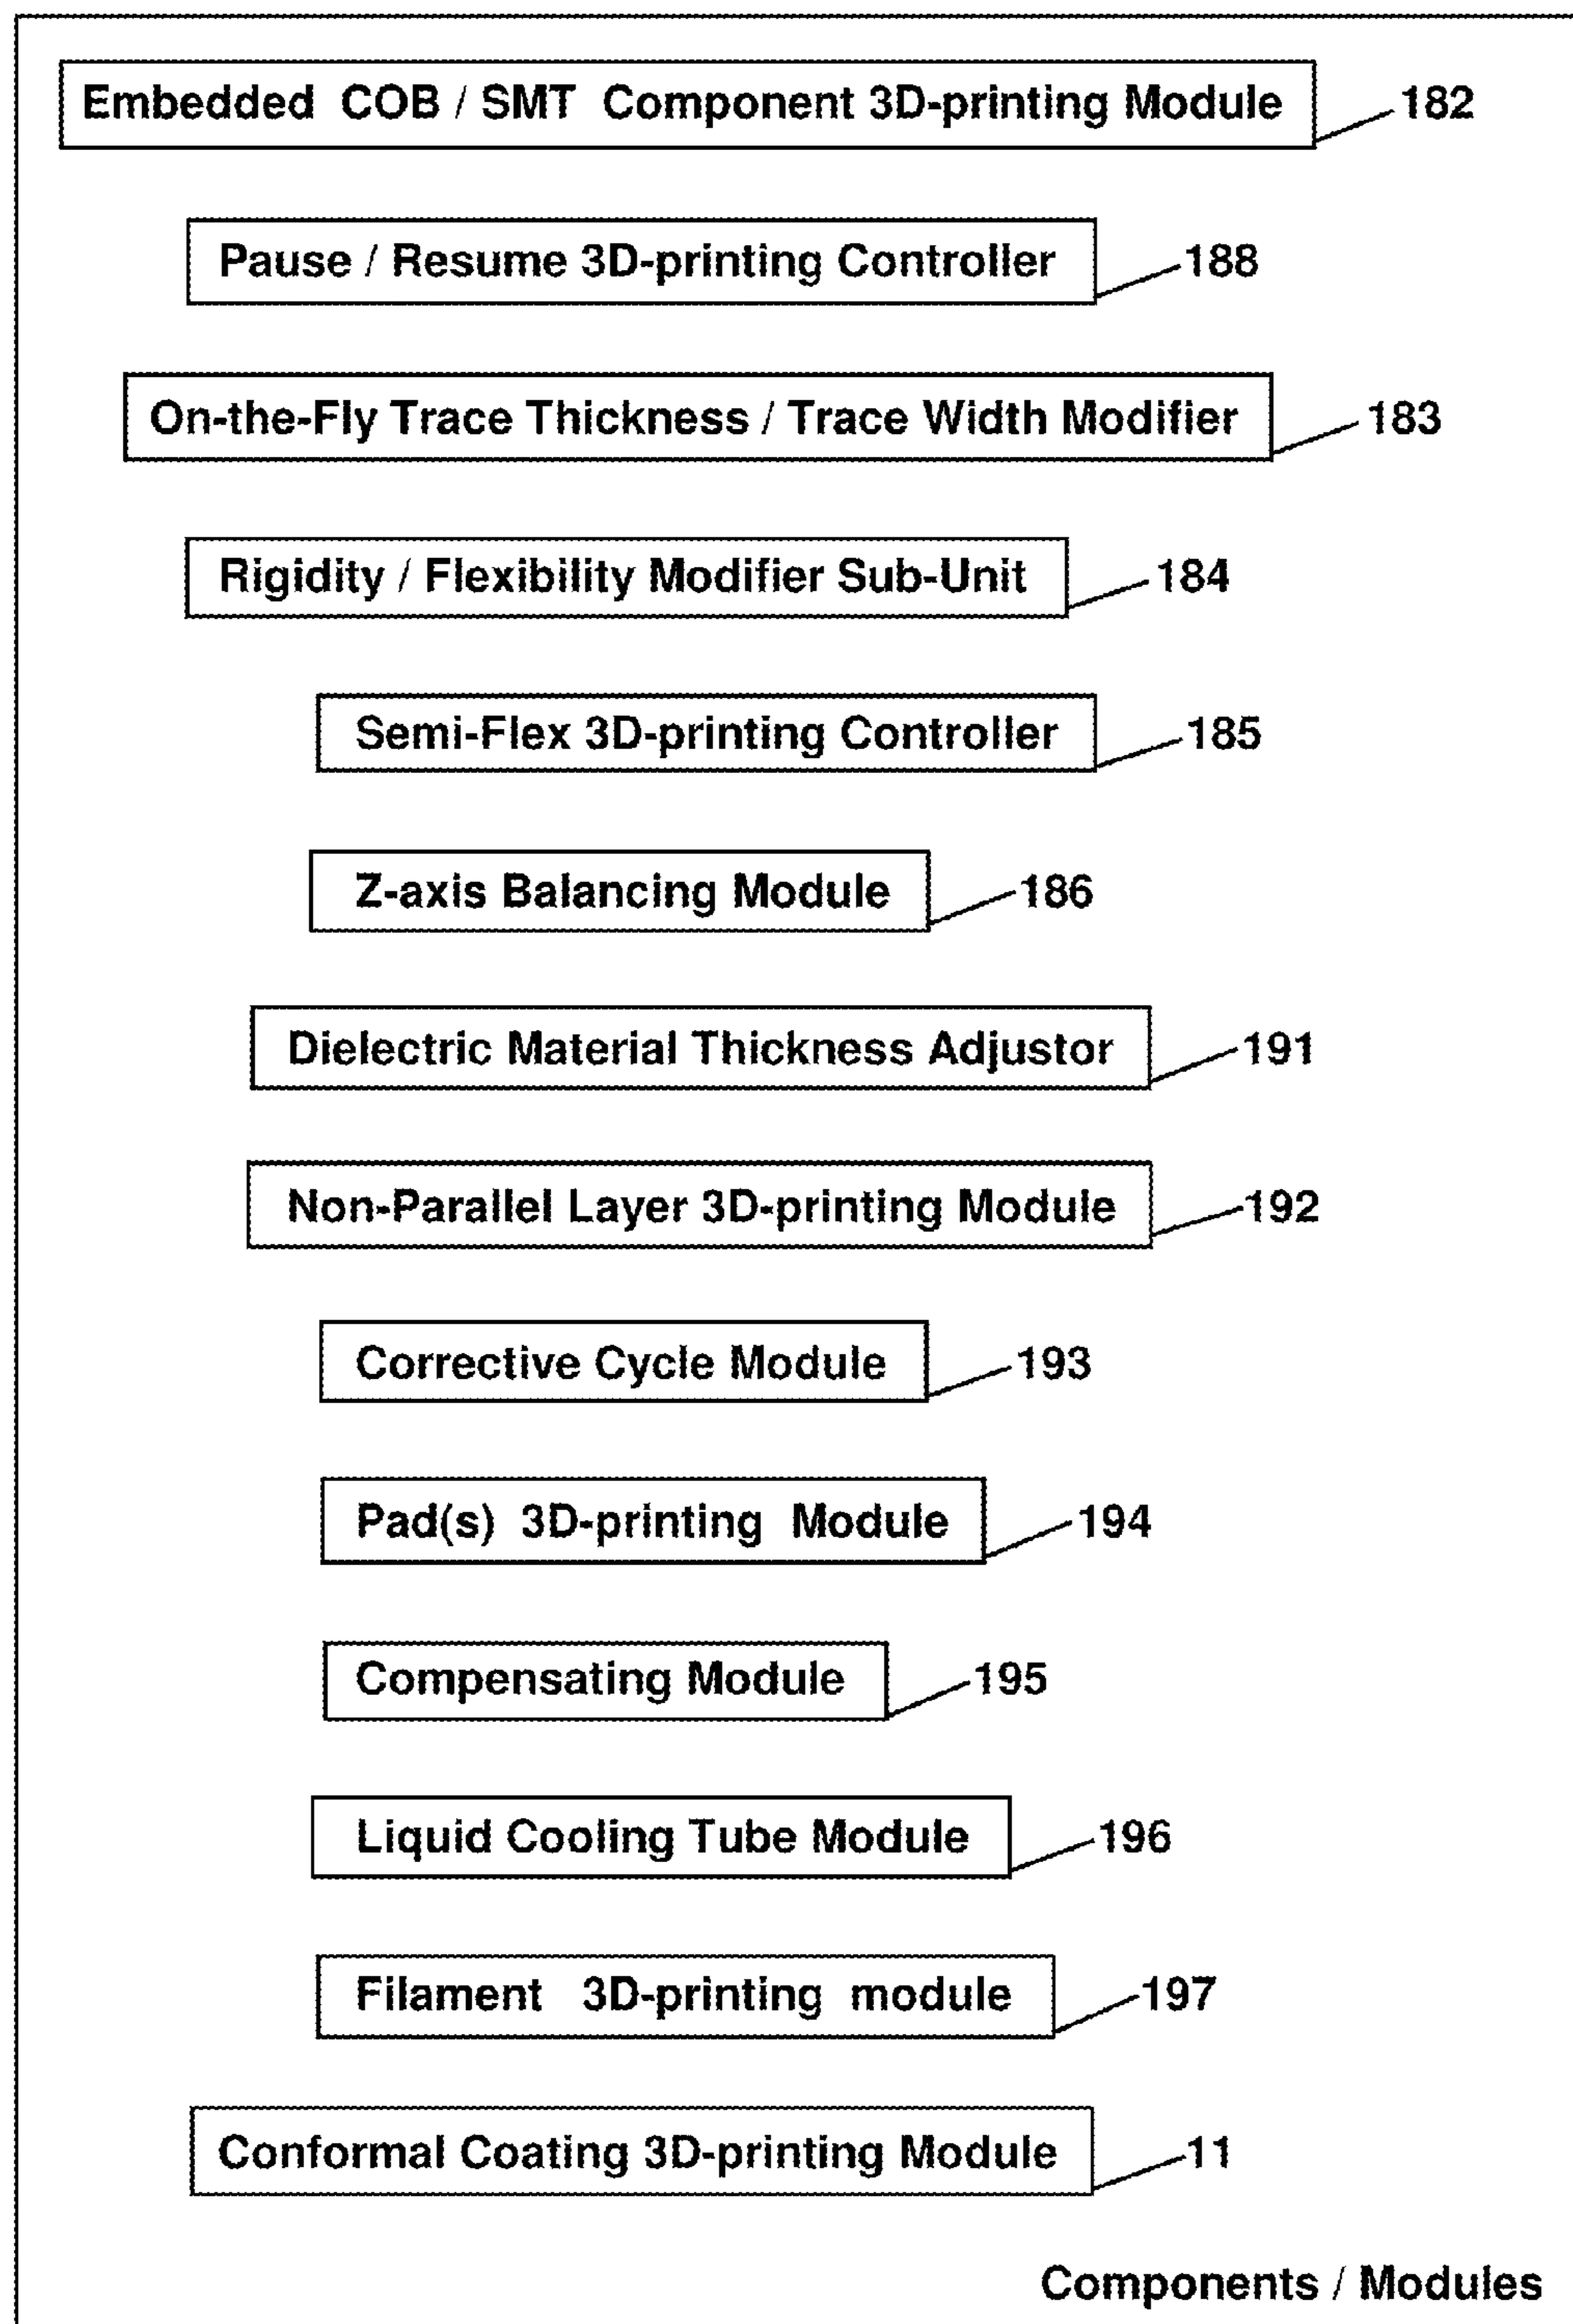 Embedded COB / SMT Component 3D-printing Module 182
Pause / Resume 3D-printing Controller 188
On-the-Fly Trace Thickness / Trace Width Modifier 183
Rigidity / Flexibility Modifier Sub-Unit 184
Semi-Flex 3D-printing Controller 185
Z-axis Balancing Module 186
Dielectric Material Thickness Adjustor 191
Non-Parallel Layer 3D-printing Module 192
Corrective Cycle Module 193
Pad(s) 3D-printing Module 194
Compensating Module 195
Liquid Cooling Tube Module 196
Filament 3D-printing module 197
Conformal Coating 3D-printing Module 11
Components / Modules